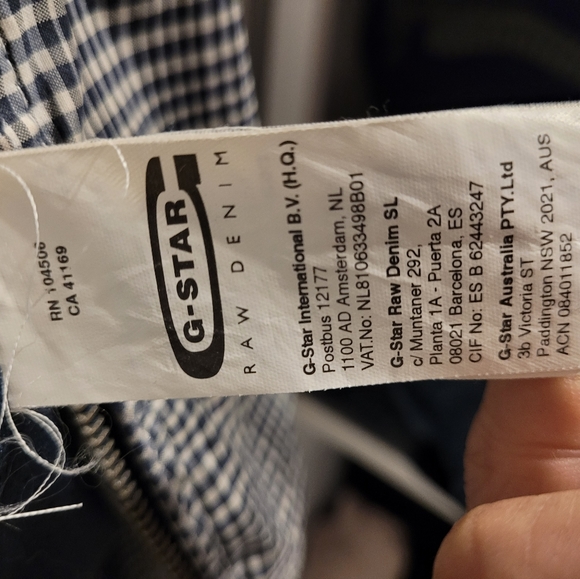 RN 104506
CA 41169
G-STAR
RAW DENIM
G-Star International B.V. (H.Q.)
Postbus 12177
1100 AD Amsterdam, NL
VAT.No: NL810633498B01
G-Star Raw Denim SL
c/ Muntaner 292,
Planta 1A - Puerta 2A
08021 Barcelona, ES
CIF No: ES B 62443247
G-Star Australia PTY.Ltd
3b Victoria ST
Paddington NSW 2021, AUS
ACN 084011852